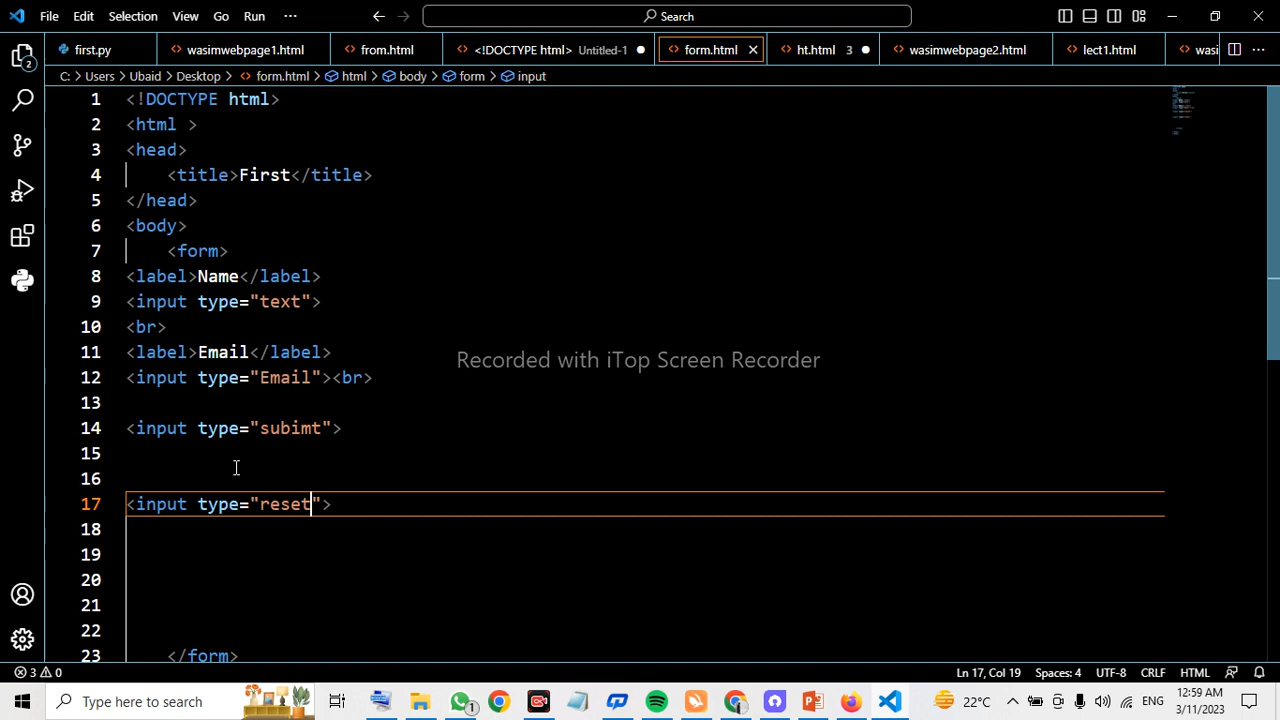 File Edit Selection View Go Run ··· Search
first.py wasimwebpage1.html from.html <!DOCTYPE html> Untitled-1 form.html ht.html 3 wasimwebpage2.html lect1.html wasi
C: > Users > Ubaid > Desktop > form.html > html > body > form > input
1 <!DOCTYPE html>
2 <html >
3 <head>
4 <title>First</title>
5 </head>
6 <body>
7 <form>
8 <label>Name</label>
9 <input type="text">
10 <br>
11 <label>Email</label>
Recorded with iTop Screen Recorder
12 <input type="Email"><br>
13
14 <input type="subimt">
15
16
17 <input type="reset">
18
19
20
21
22
23 </form>
2
3 0 Ln 17, Col 19 Spaces: 4 UTF-8 CRLF HTML
Type here to search 1 22°C ENG 12:59 AM
3/11/2023